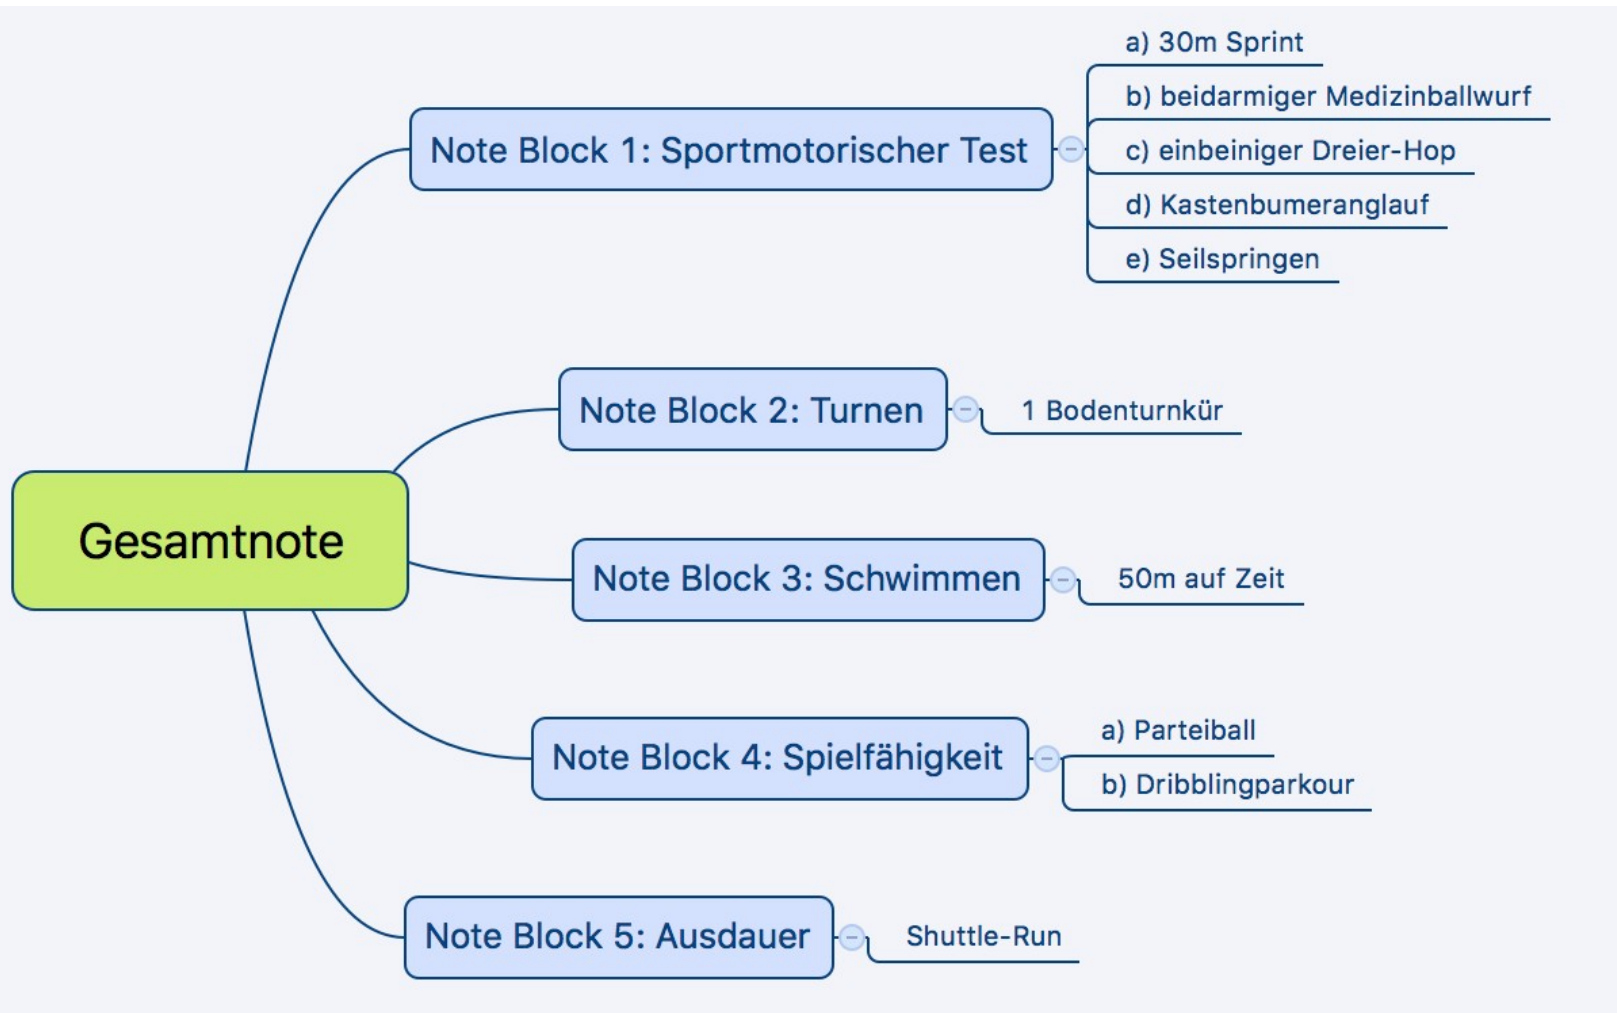 a) 30m Sprint
b) beidarmiger Medizinballwurf
Note Block 1: Sportmotorischer Test
c) einbeiniger Dreier-Hop
d) Kastenbumeranglauf
e) Seilspringen
Note Block 2: Turnen
1 Bodenturnkür
Gesamtnote
Note Block 3: Schwimmen
50m auf Zeit
Note Block 4: Spielfähigkeit
a) Parteiball
b) Dribblingparkour
Note Block 5: Ausdauer
Shuttle-Run